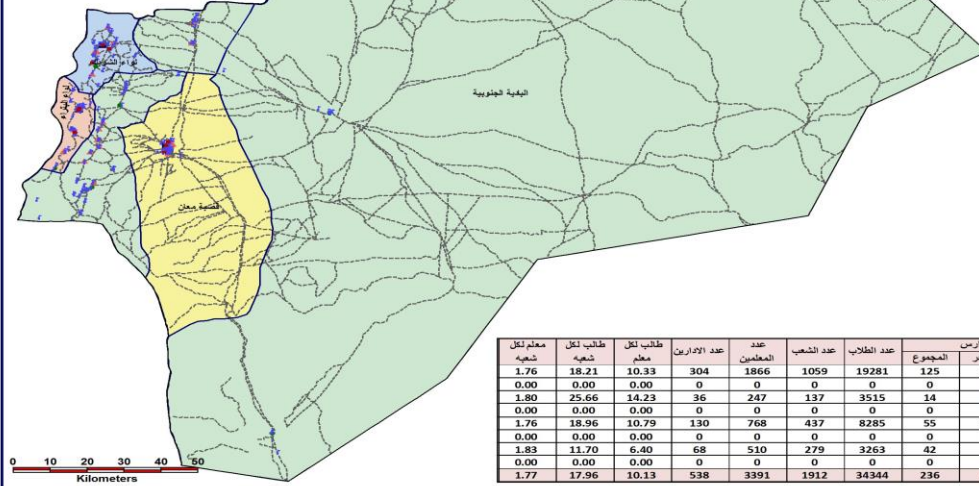 لواء الشوبك
البادية الجنوبية
لواء البتراء
قصبة معان
المجموع عدد الطلاب عدد الشعب عدد المعلمين عدد الادارين طالب لكل معلم طالب لكل شعبه معلم لكل شعبه
125 19281 1059 1866 304 10.33 18.21 1.76
0 0 0 0 0 0.00 0.00 0.00
14 3515 137 247 36 14.23 25.66 1.80
0 0 0 0 0 0.00 0.00 0.00
55 8285 437 768 130 10.79 18.96 1.76
0 0 0 0 0 0.00 0.00 0.00
42 3263 279 510 68 6.40 11.70 1.83
0 0 0 0 0 0.00 0.00 0.00
236 34344 1912 3391 538 10.13 17.96 1.77
0 10 20 30 40 50
Kilometers